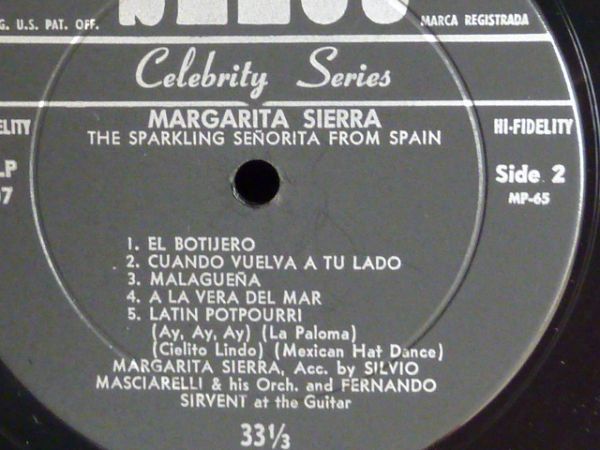 G. U.S. PAT. OFF.
MARCA REGISTRADA
Celebrity Series
MARGARITA SIERRA
THE SPARKLING SEÑORITA FROM SPAIN
HI-FIDELITY
Side 2
MP-65
1. EL BOTIJERO
2. CUANDO VUELVA A TU LADO
3. MALAGUEÑA
4. A LA VERA DEL MAR
5. LATIN POTPOURRI
(Ay, Ay, Ay) (La Paloma)
(Cielito Lindo) (Mexican Hat Dance)
MARGARITA SIERRA, Acc. by SILVIO
MASCIARELLI & his Orch. and FERNANDO
SIRVENT at the Guitar
33⅓